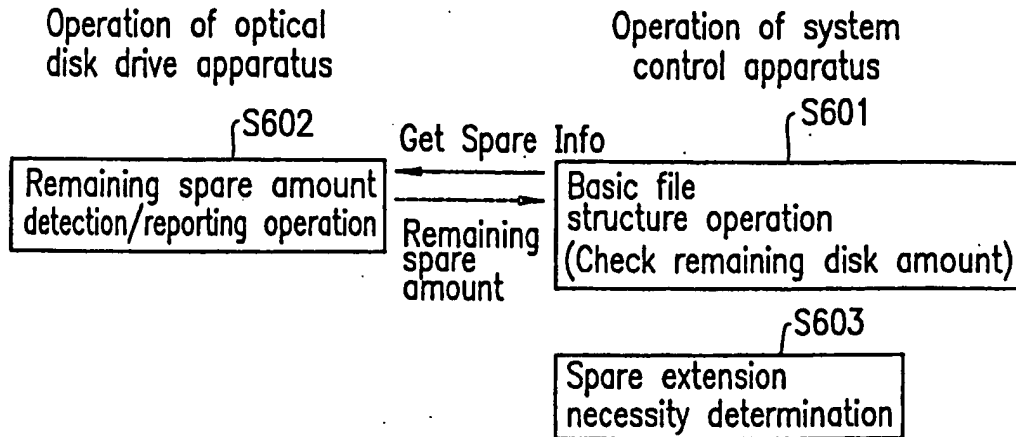 Operation of optical
disk drive apparatus
Operation of system
control apparatus
S602
S601
Get Spare Info
Remaining spare amount
detection/reporting operation
Remaining
spare
amount
Basic file
structure operation
(Check remaining disk amount)
S603
Spare extension
necessity determination